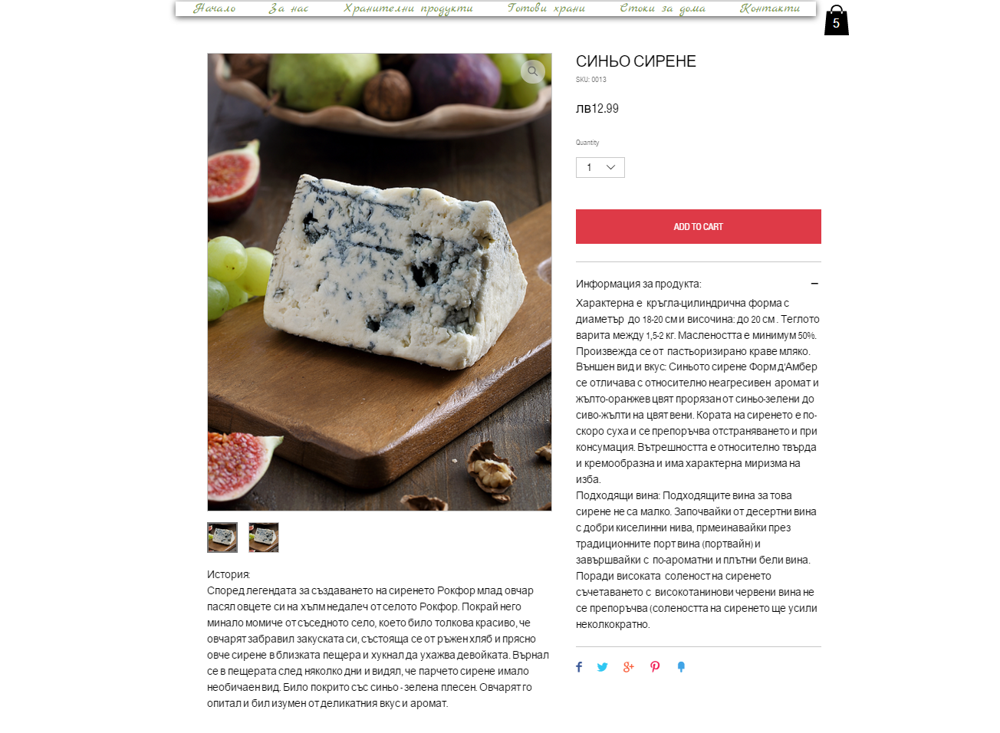 Начало За нас Хранителни продукти Готови храни Стоки за дома Контакти
5
СИНЬО СИРЕНЕ
SKU: 0013
лв12.99
Quantity
1
ADD TO CART
Информация за продукта:
Характерна е кръгла-цилиндрична форма с
диаметър до 18-20 см и височина: до 20 см . Теглото
варита между 1,5-2 кг. Маслеността е минимум 50%.
Произвежда се от пастьоризирано краве мляко.
Външен вид и вкус: Синьото сирене Форм д'Амбер
се отличава с относително неагресивен аромат и
жълто-оранжев цвят прорязан от синьо-зелени до
сиво-жълти на цвят вени. Кората на сиренето е по-
скоро суха и се препоръчва отстраняването и при
консумация. Вътрешността е относително твърда
и кремообразна и има характерна миризма на
изба.
Подходящи вина: Подходящите вина за това
сирене не са малко. Започвайки от десертни вина
с добри киселинни нива, прмеинавайки през
традиционните порт вина (портвайн) и
завършвайки с по-ароматни и плътни бели вина.
Поради високата соленост на сиренето
съчетаването с високотанинови червени вина не
се препоръчва (солеността на сиренето ще усили
неколкократно.
История:
Според легендата за създаването на сиренето Рокфор млад овчар
пасял овцете си на хълм недалеч от селото Рокфор. Покрай него
минало момиче от съседното село, което било толкова красиво, че
овчарят забравил закуската си, състояща се от ръжен хляб и прясно
овче сирене в близката пещера и хукнал да ухажва девойката. Върнал
се в пещерата след няколко дни и видял, че парчето сирене имало
необичаен вид. Било покрито със синьо - зелена плесен. Овчарят го
опитал и бил изумен от деликатния вкус и аромат.